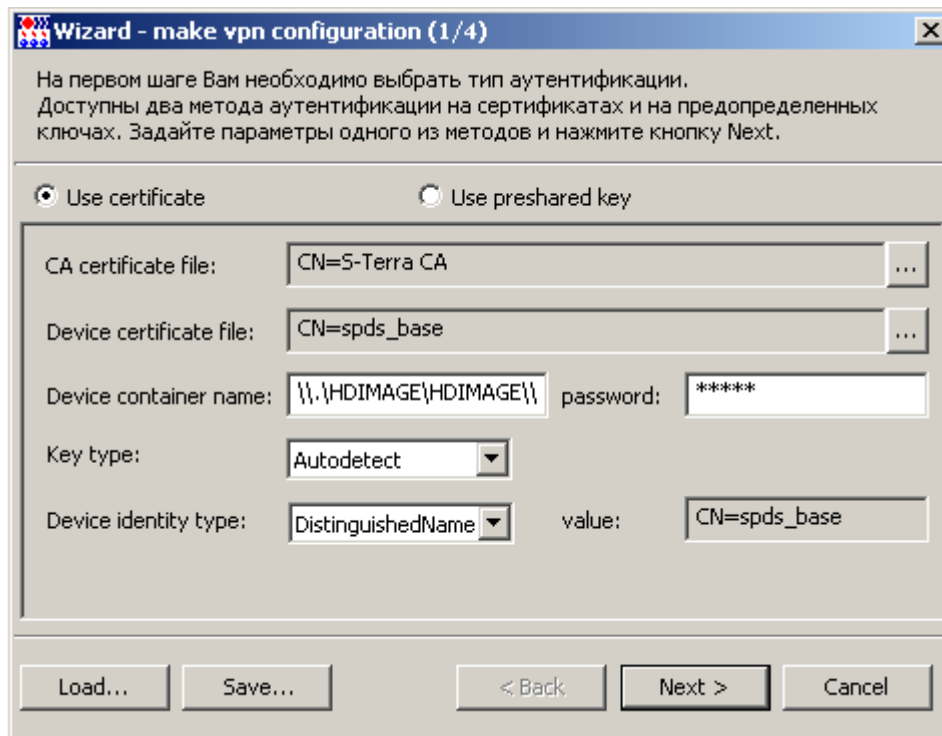 Wizard - make vpn configuration (1/4)
На первом шаге Вам необходимо выбрать тип аутентификации.
Доступны два метода аутентификации на сертификатах и на предопределенных
ключах. Задайте параметры одного из методов и нажмите кнопку Next.
Use certificate Use preshared key
CA certificate file: CN=S-Terra CA ...
Device certificate file: CN=spds_base ...
Device container name: \\.\HDIMAGE\HDIMAGE\\ password: *****
Key type: Autodetect
Device identity type: DistinguishedName value: CN=spds_base
Load... Save... < Back Next > Cancel